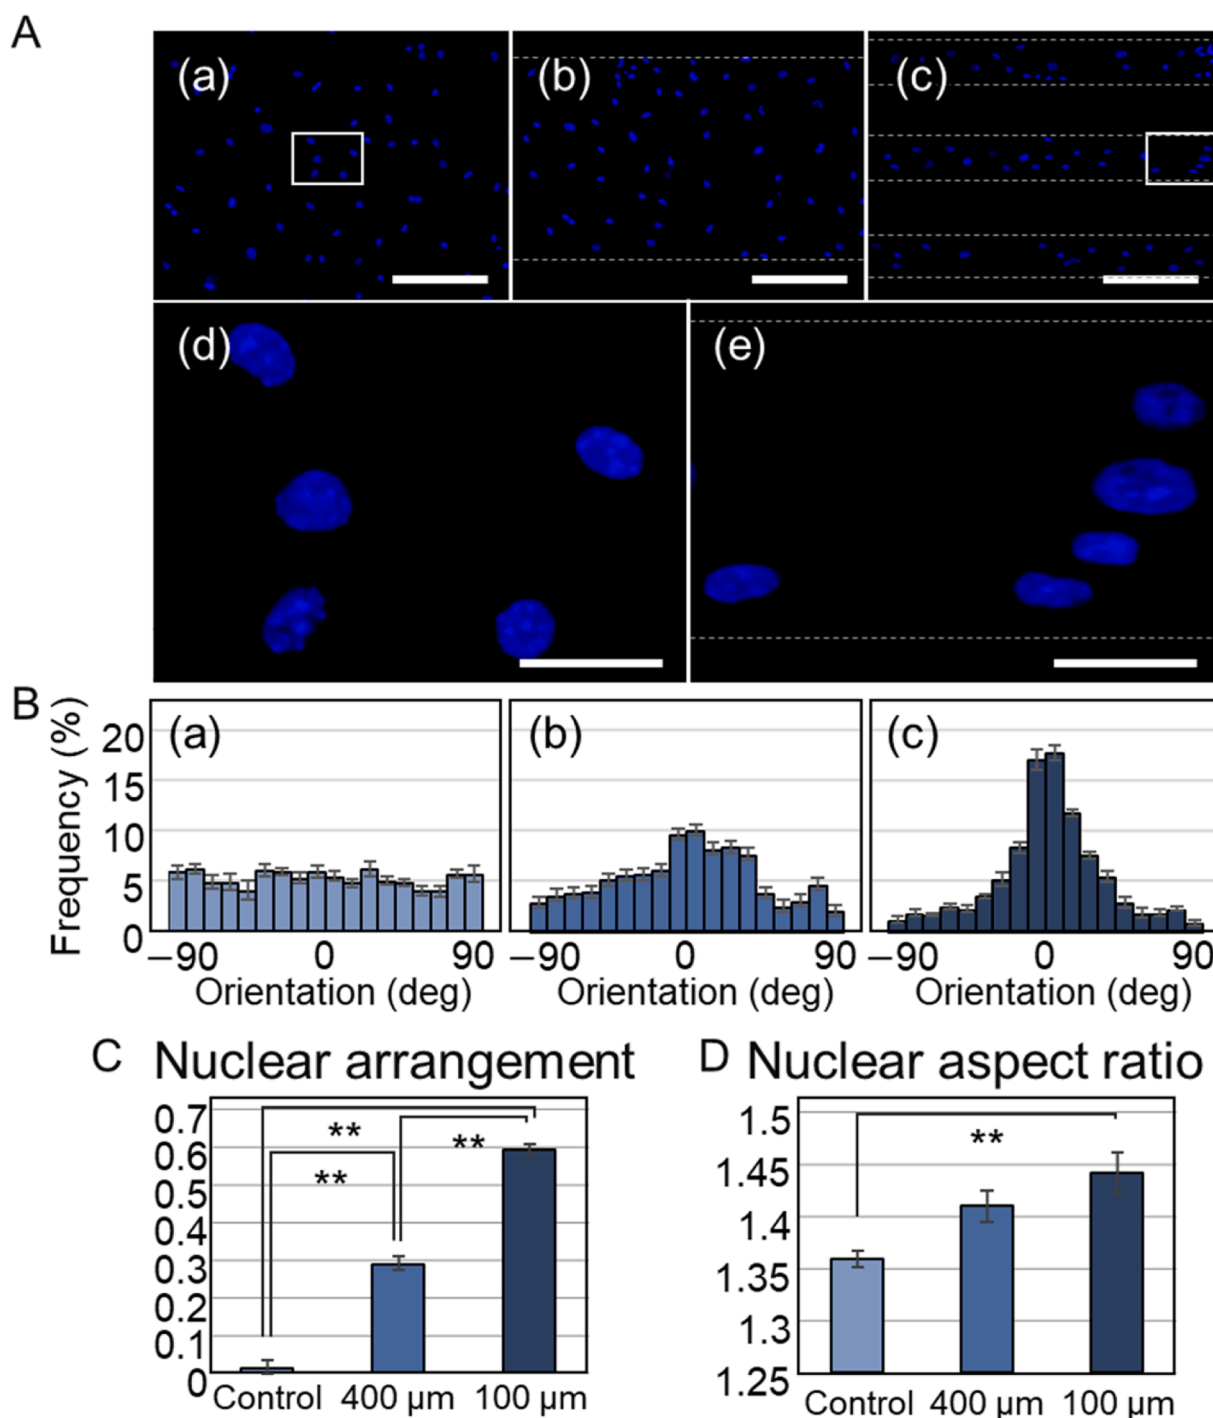 A
(a)
(b)
(c)
(d)
(e)
B
Frequency (%)
(a)
(b)
(c)
20
15
10
5
0
−90 0 90
−90 0 90
−90 0 90
Orientation (deg)
Orientation (deg)
Orientation (deg)
C Nuclear arrangement
0.7
0.6
0.5
0.4
0.3
0.2
0.1
0
**
**
**
Control 400 μm 100 μm
D Nuclear aspect ratio
1.5
1.45
1.4
1.35
1.3
1.25
**
Control 400 μm 100 μm